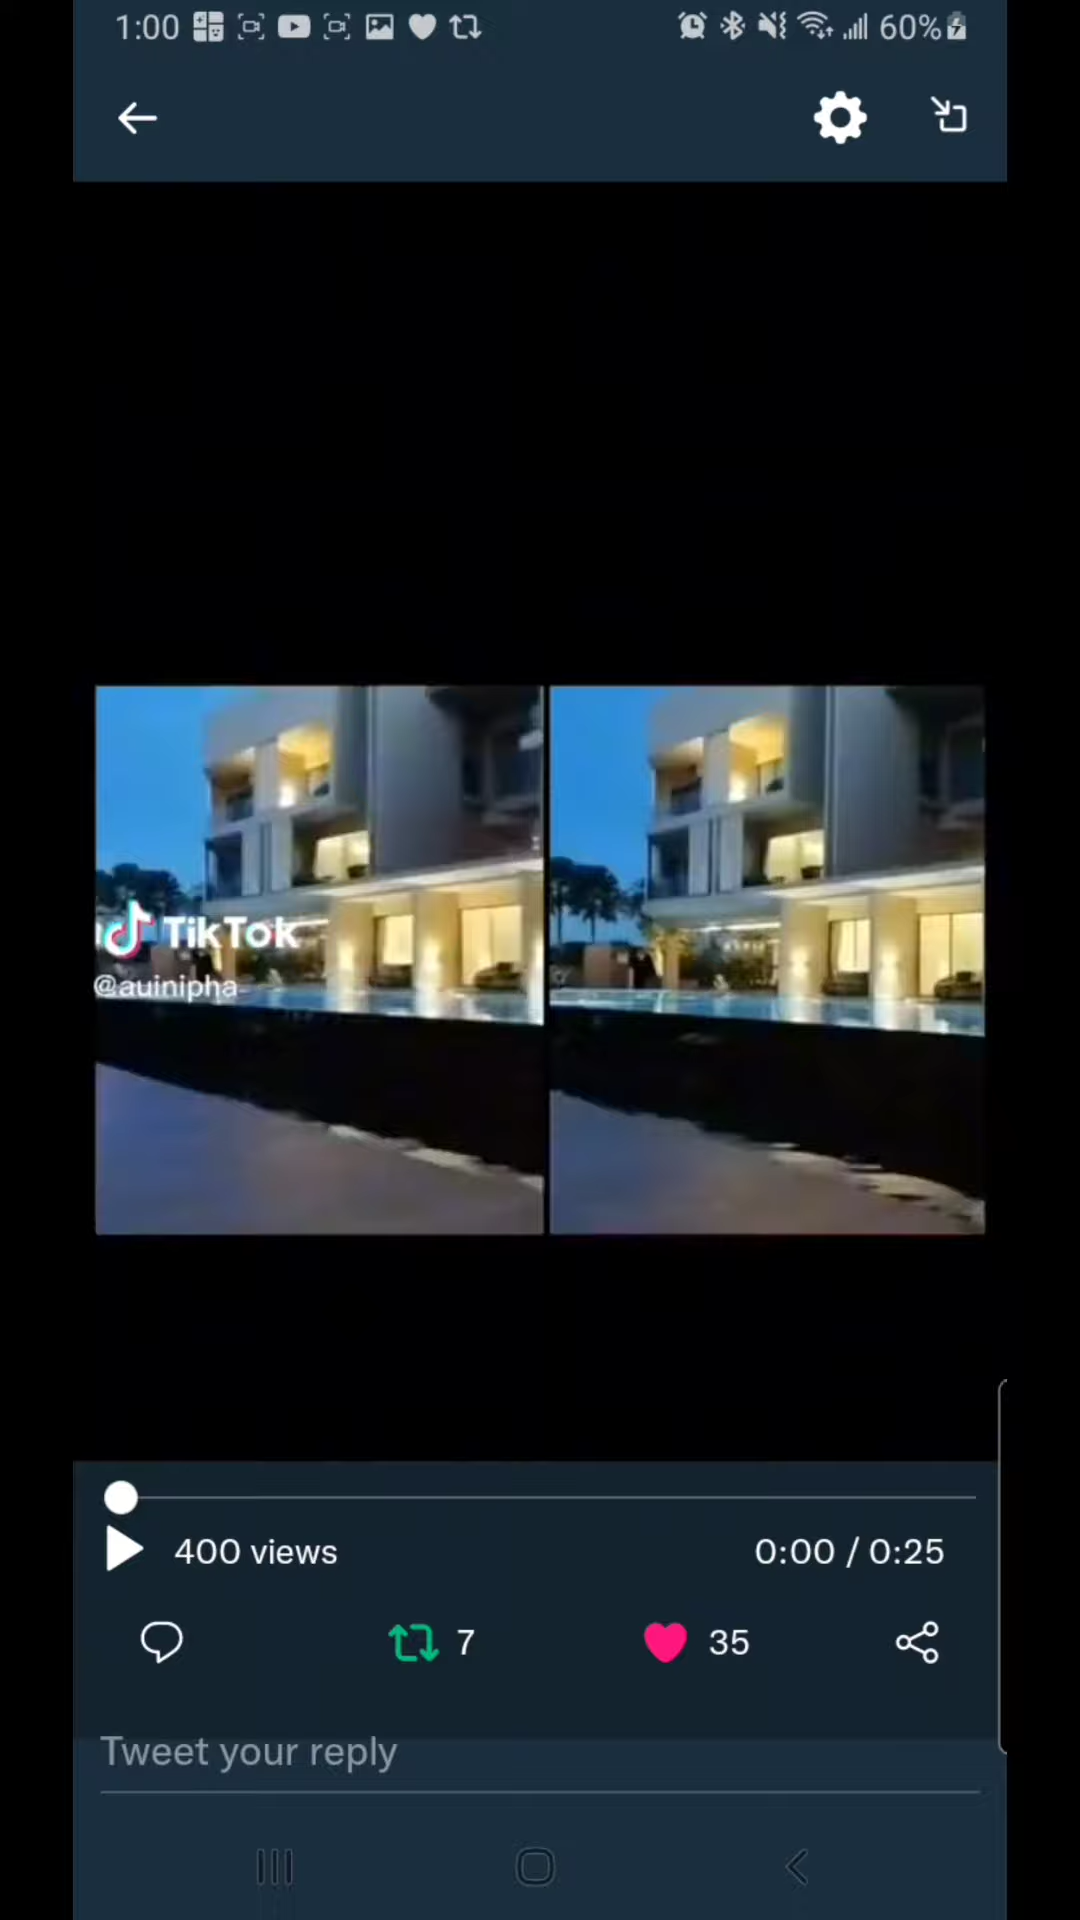 1:00
60%
TikTok
@auinipha
400 views
0:00 / 0:25
7
35
Tweet your reply